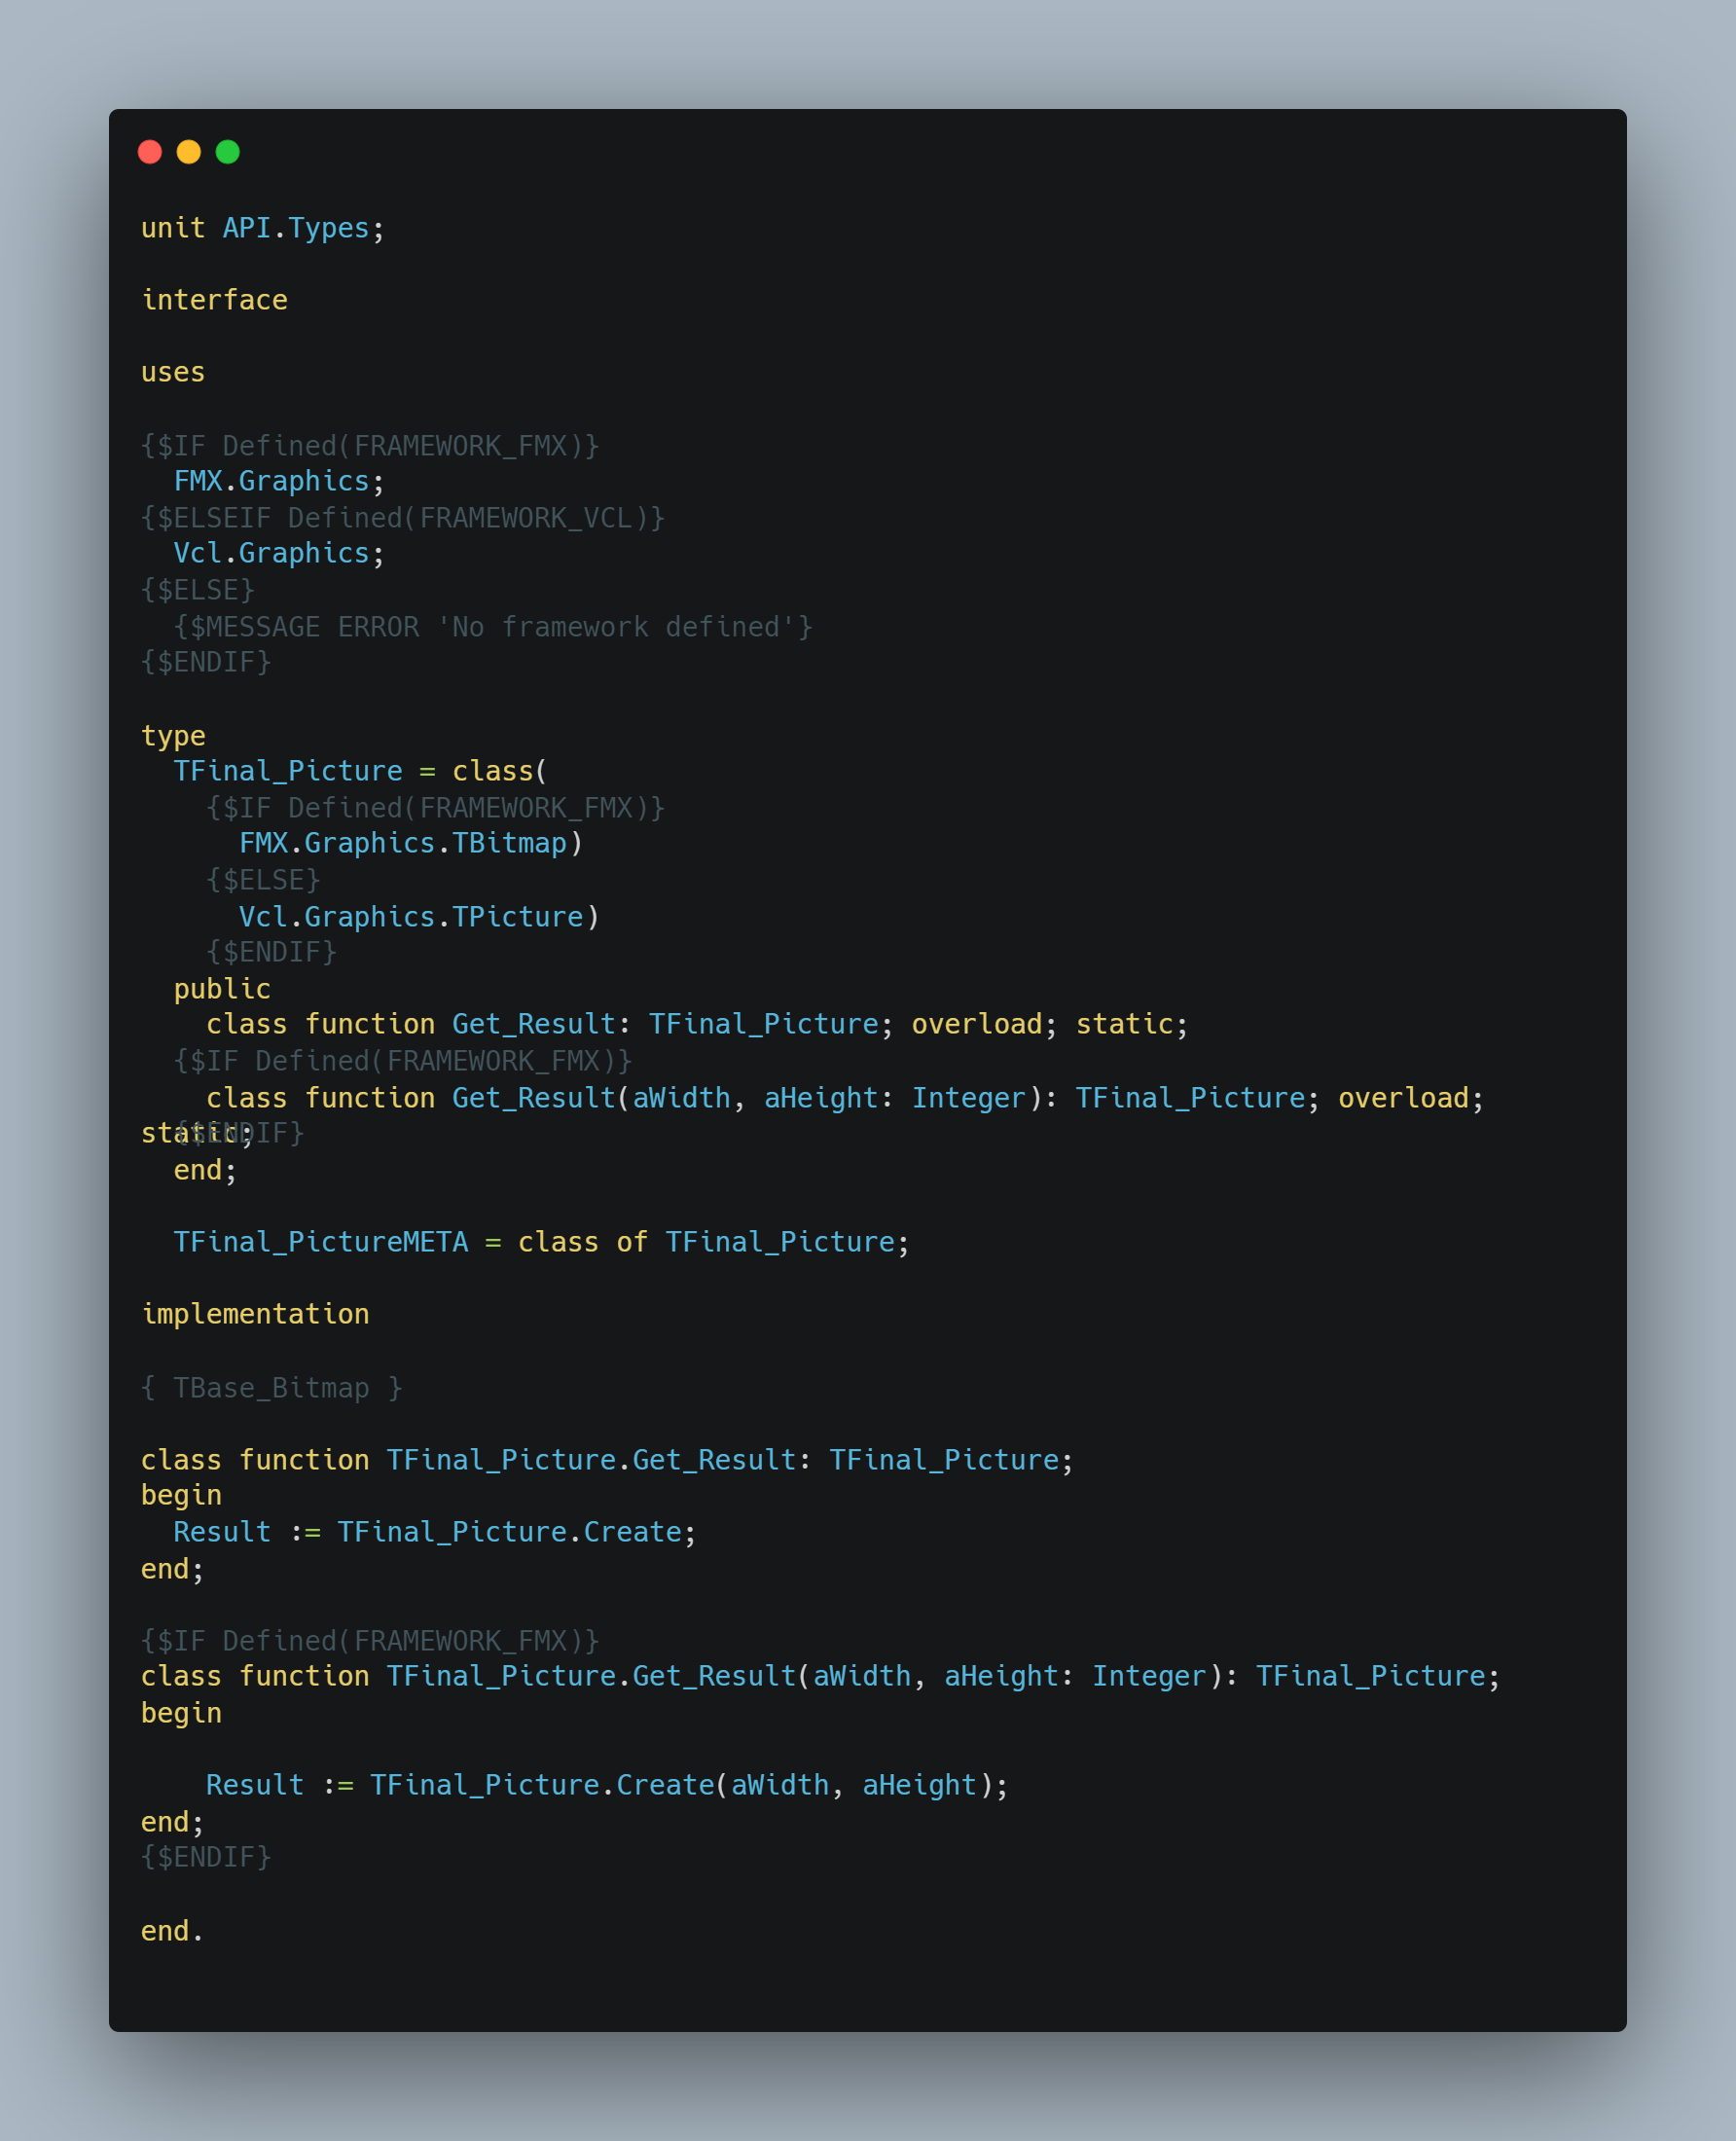 unit API.Types;
interface
uses
{$IF Defined(FRAMEWORK_FMX)}
  FMX.Graphics;
{$ELSEIF Defined(FRAMEWORK_VCL)}
  Vcl.Graphics;
{$ELSE}
  {$MESSAGE ERROR 'No framework defined'}
{$ENDIF}
type
  TFinal_Picture = class(
    {$IF Defined(FRAMEWORK_FMX)}
      FMX.Graphics.TBitmap)
    {$ELSE}
      Vcl.Graphics.TPicture)
    {$ENDIF}
  public
    class function Get_Result: TFinal_Picture; overload; static;
  {$IF Defined(FRAMEWORK_FMX)}
    class function Get_Result(aWidth, aHeight: Integer): TFinal_Picture; overload;
static;
  {$ENDIF}
  end;
  TFinal_PictureMETA = class of TFinal_Picture;
implementation
{ TBase_Bitmap }
class function TFinal_Picture.Get_Result: TFinal_Picture;
begin
  Result := TFinal_Picture.Create;
end;
{$IF Defined(FRAMEWORK_FMX)}
class function TFinal_Picture.Get_Result(aWidth, aHeight: Integer): TFinal_Picture;
begin
    Result := TFinal_Picture.Create(aWidth, aHeight);
end;
{$ENDIF}
end.